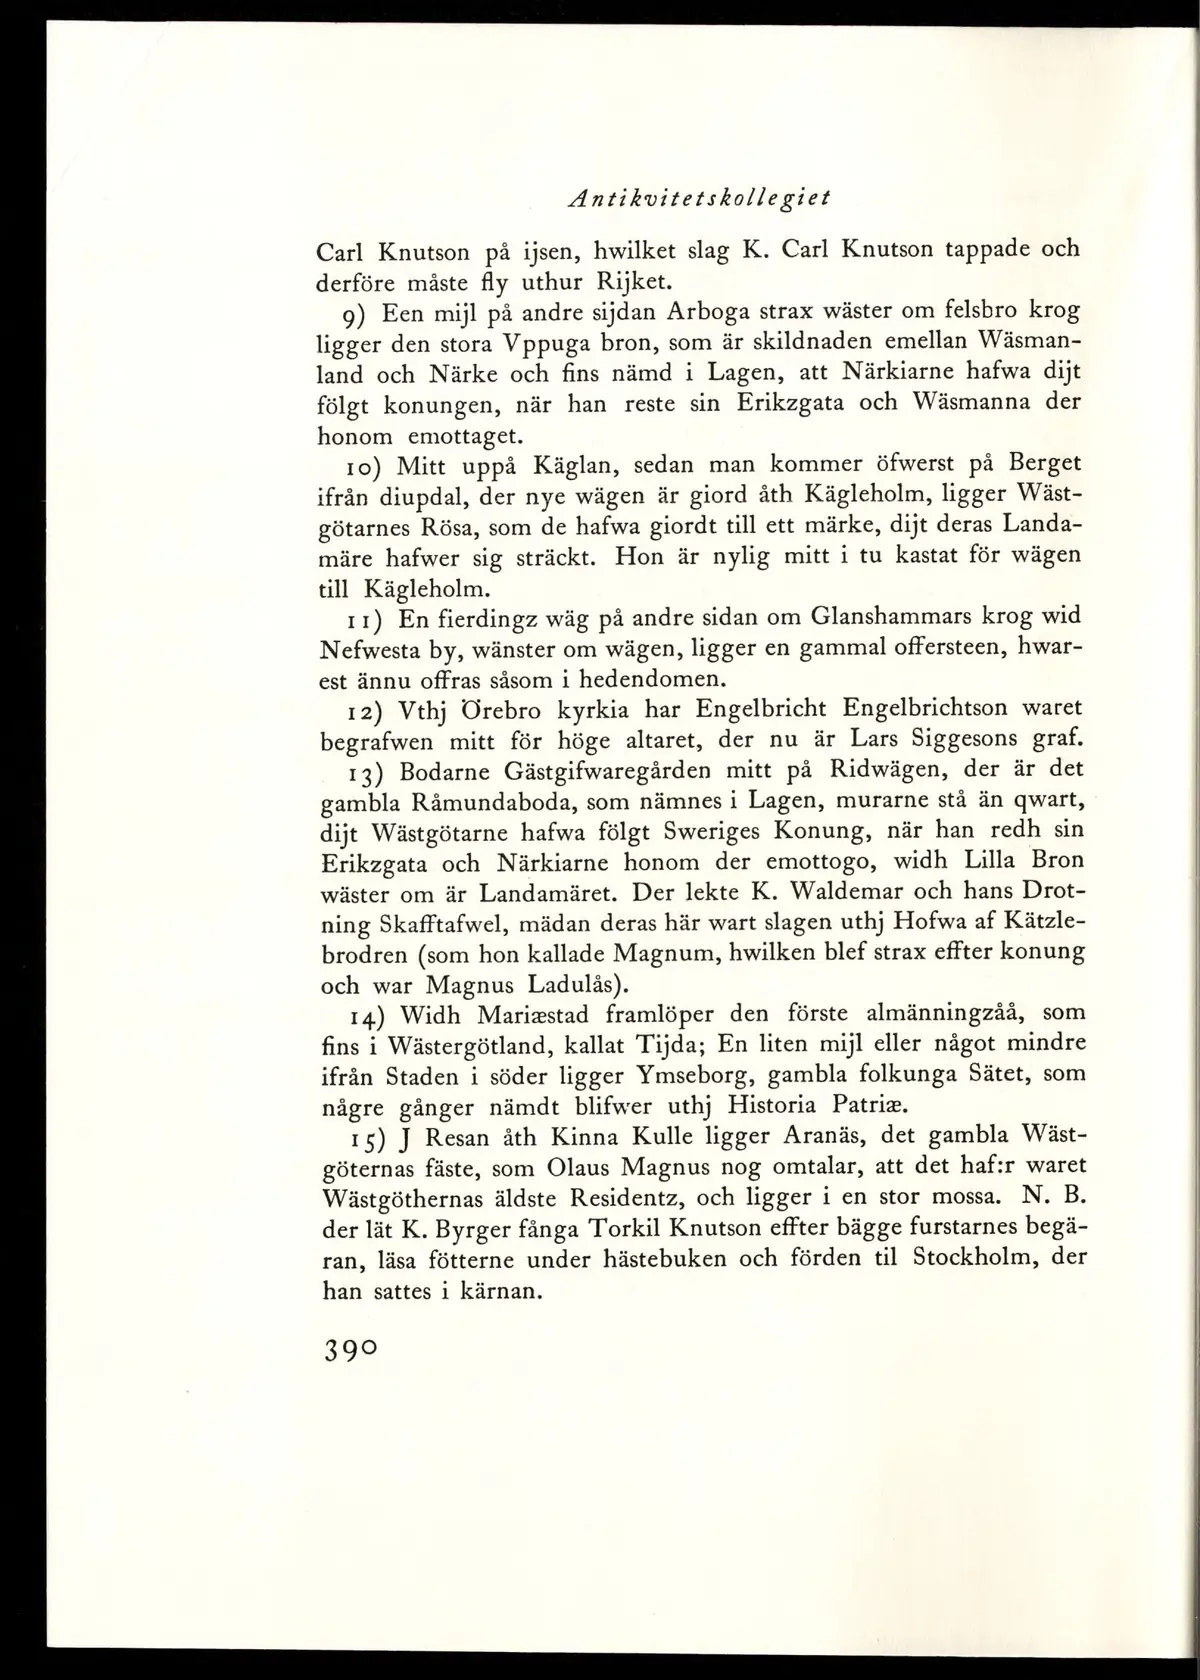 Antikvitetskollegiet
Carl Knutson på ijsen, hwilket slag K. Carl Knutson tappade och
derföre måste fly uthur Rijket.
9) Een mijl på andre sijdan Arboga strax wäster om felsbro krog
ligger den stora Vppuga bron, som är skildnaden emellan Wäsman-
land och Närke och fins nämd i Lagen, att Närkiarne hafwa dijt
fölgt konungen, när han reste sin Erikzgata och Wäsmanna der
honom emottaget.
10) Mitt uppå Käglan, sedan man kommer öfwerst på Berget
ifrån diupdal, der nye wägen är giord åth Kägleholm, ligger Wäst-
götarnes Rösa, som de hafwa giordt till ett märke, dijt deras Landa-
märe hafwer sig sträckt. Hon är nylig mitt i tu kastat för wägen
till Kägleholm.
11) En fierdingz wäg på andre sidan om Glanshammars krog wid
Nefwesta by, wänster om wägen, ligger en gammal offersteen, hwar-
est ännu offras såsom i hedendomen.
12) Vthj Örebro kyrkia har Engelbricht Engelbrichtson waret
begrafwen mitt för höge altaret, der nu är Lars Siggesons graf.
13) Bodarne Gästgifwaregården mitt på Ridwägen, der är det
gambla Råmundaboda, som nämnes i Lagen, murarne stå än qwart,
dijt Wästgötarne hafwa fölgt Sweriges Konung, när han redh sin
Erikzgata och Närkiarne honom der emottogo, widh Lilla Bron
wäster om är Landamäret. Der lekte K. Waldemar och hans Drot-
ning Skafftafwel, mädan deras här wart slagen uthj Hofwa af Kätzle-
brodren (som hon kallade Magnum, hwilken blef strax effter konung
och war Magnus Ladulås).
14) Widh Mariæstad framlöper den förste almänningzåå, som
fins i Wästergötland, kallat Tijda; En liten mijl eller något mindre
ifrån Staden i söder ligger Ymseborg, gambla folkunga Sätet, som
någre gånger nämdt blifwer uthj Historia Patriæ.
15) J Resan åth Kinna Kulle ligger Aranäs, det gambla Wäst-
göternas fäste, som Olaus Magnus nog omtalar, att det haf:r waret
Wästgöthernas äldste Residentz, och ligger i en stor mossa. N. B.
der lät K. Byrger fånga Torkil Knutson effter bägge furstarnes begä-
ran, läsa fötterne under hästebuken och förden til Stockholm, der
han sattes i kärnan.
390